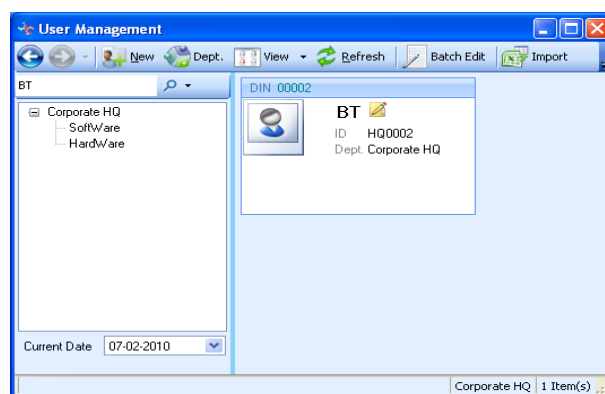 User Management
New Dept. View Refresh Batch Edit Import
BT
DIN 00002
BT
ID HQ0002
Dept. Corporate HQ
Corporate HQ
SoftWare
HardWare
Current Date 07-02-2010
Corporate HQ 1 Item(s)